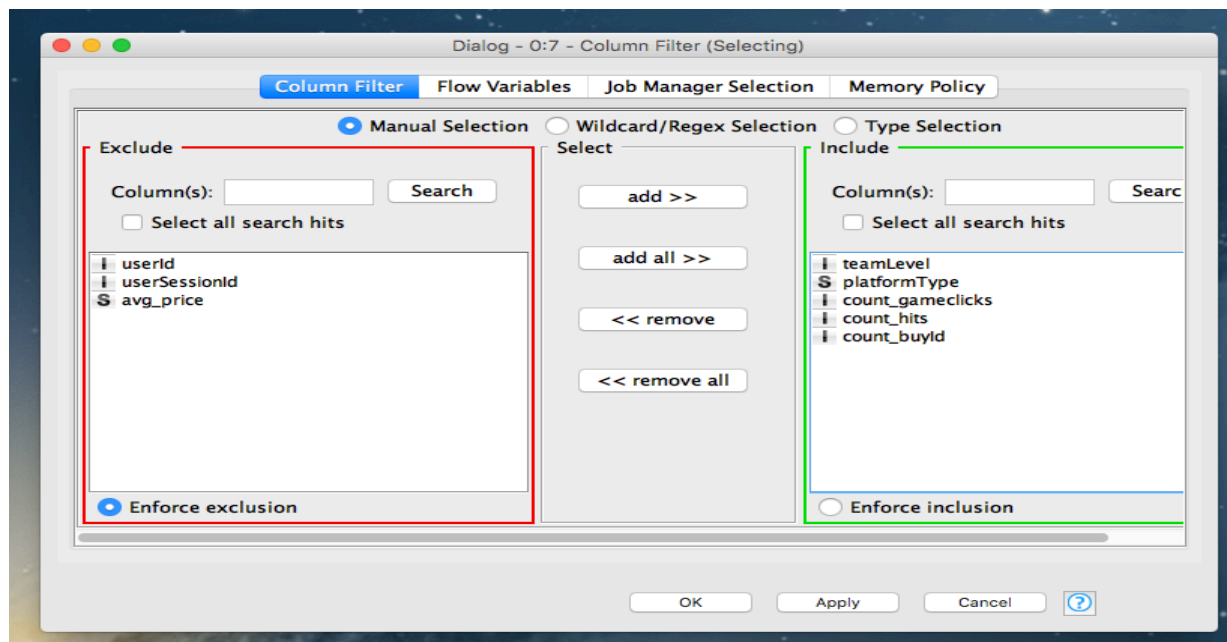 Dialog - 0:7 - Column Filter (Selecting)
Column Filter Flow Variables Job Manager Selection Memory Policy
Manual Selection Wildcard/Regex Selection Type Selection
Exclude
Column(s): Search
Select all search hits
I userId
I userSessionId
S avg_price
Enforce exclusion
Select
add >>
add all >>
<< remove
<< remove all
Include
Column(s): Searc
Select all search hits
I teamLevel
S platformType
I count_gameclicks
I count_hits
I count_buyId
Enforce inclusion
OK Apply Cancel ?